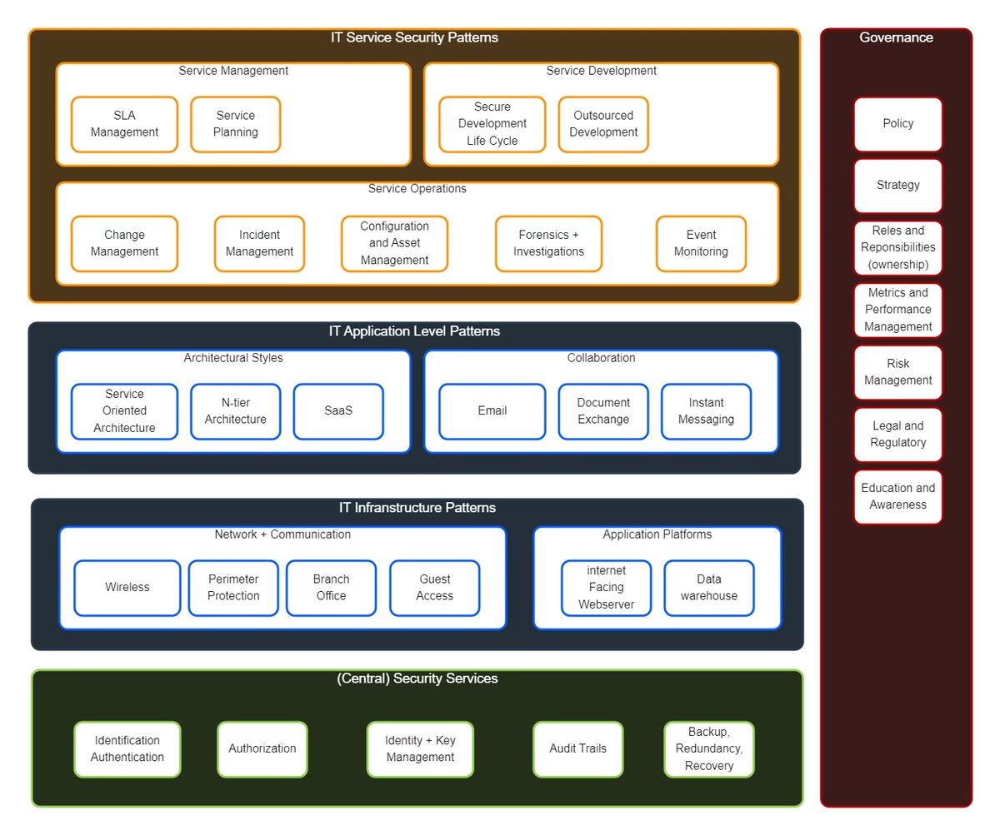 IT Service Security Patterns
Service Management
SLA
Management
Service
Planning
Service Development
Secure
Development
Life Cycle
Outsourced
Development
Service Operations
Change
Management
Incident
Management
Configuration
and Asset
Management
Forensics +
Investigations
Event
Monitoring
IT Application Level Patterns
Architectural Styles
Service
Oriented
Architecture
N-tier
Architecture
SaaS
Collaboration
Email
Document
Exchange
Instant
Messaging
IT Infranstructure Patterns
Network + Communication
Wireless
Perimeter
Protection
Branch
Office
Guest
Access
Application Platforms
internet
Facing
Webserver
Data
warehouse
(Central) Security Services
Identification
Authentication
Authorization
Identity + Key
Management
Audit Trails
Backup,
Redundancy,
Recovery
Governance
Policy
Strategy
Reles and
Reponsibilities
(ownership)
Metrics and
Performance
Management
Risk
Management
Legal and
Regulatory
Education and
Awareness